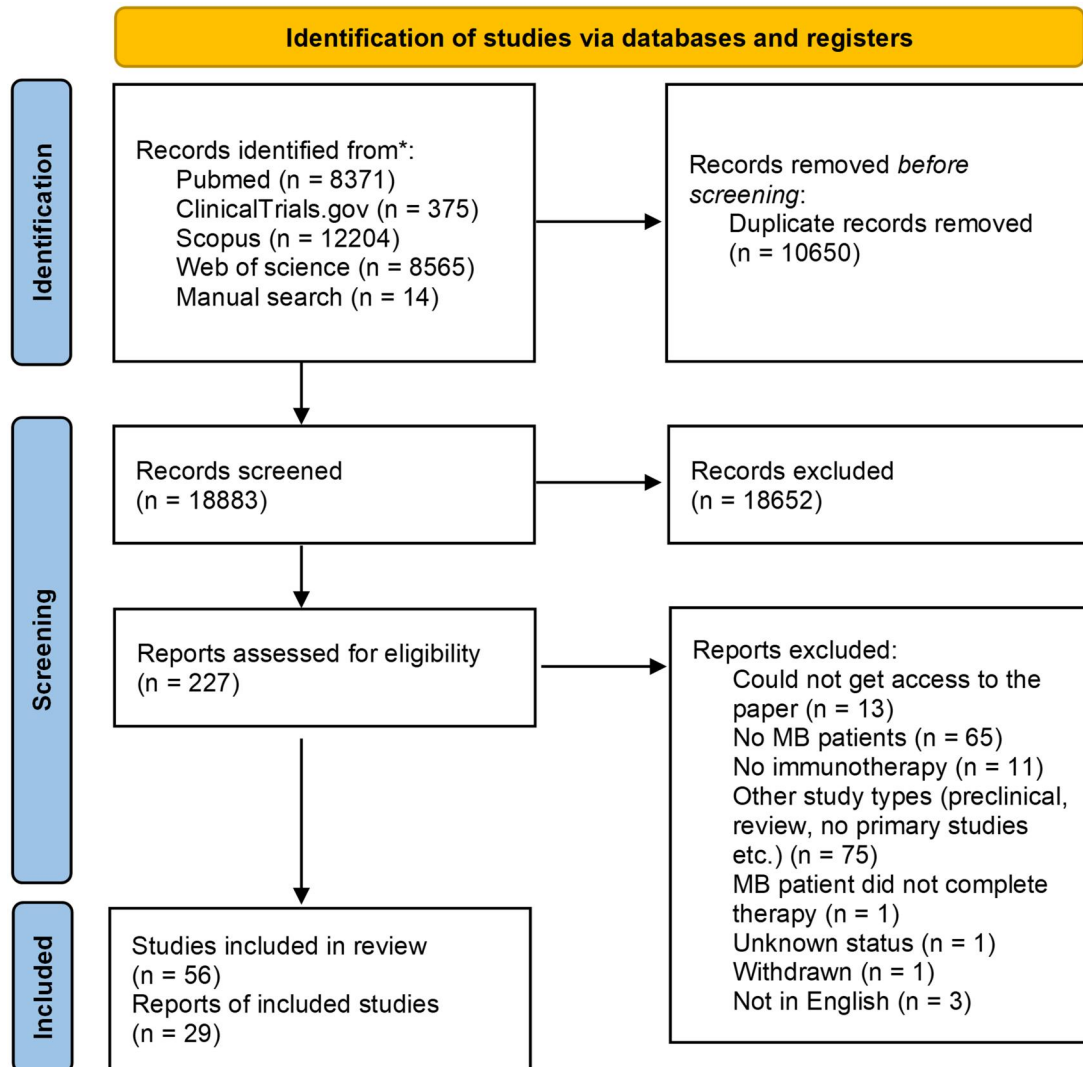 Identification of studies via databases and registers
Identification
Records identified from*:
Pubmed (n = 8371)
ClinicalTrials.gov (n = 375)
Scopus (n = 12204)
Web of science (n = 8565)
Manual search (n = 14)
Records removed before
screening:
Duplicate records removed
(n = 10650)
Screening
Records screened
(n = 18883)
Records excluded
(n = 18652)
Reports assessed for eligibility
(n = 227)
Reports excluded:
Could not get access to the
paper (n = 13)
No MB patients (n = 65)
No immunotherapy (n = 11)
Other study types (preclinical,
review, no primary studies
etc.) (n = 75)
MB patient did not complete
therapy (n = 1)
Unknown status (n = 1)
Withdrawn (n = 1)
Not in English (n = 3)
Included
Studies included in review
(n = 56)
Reports of included studies
(n = 29)